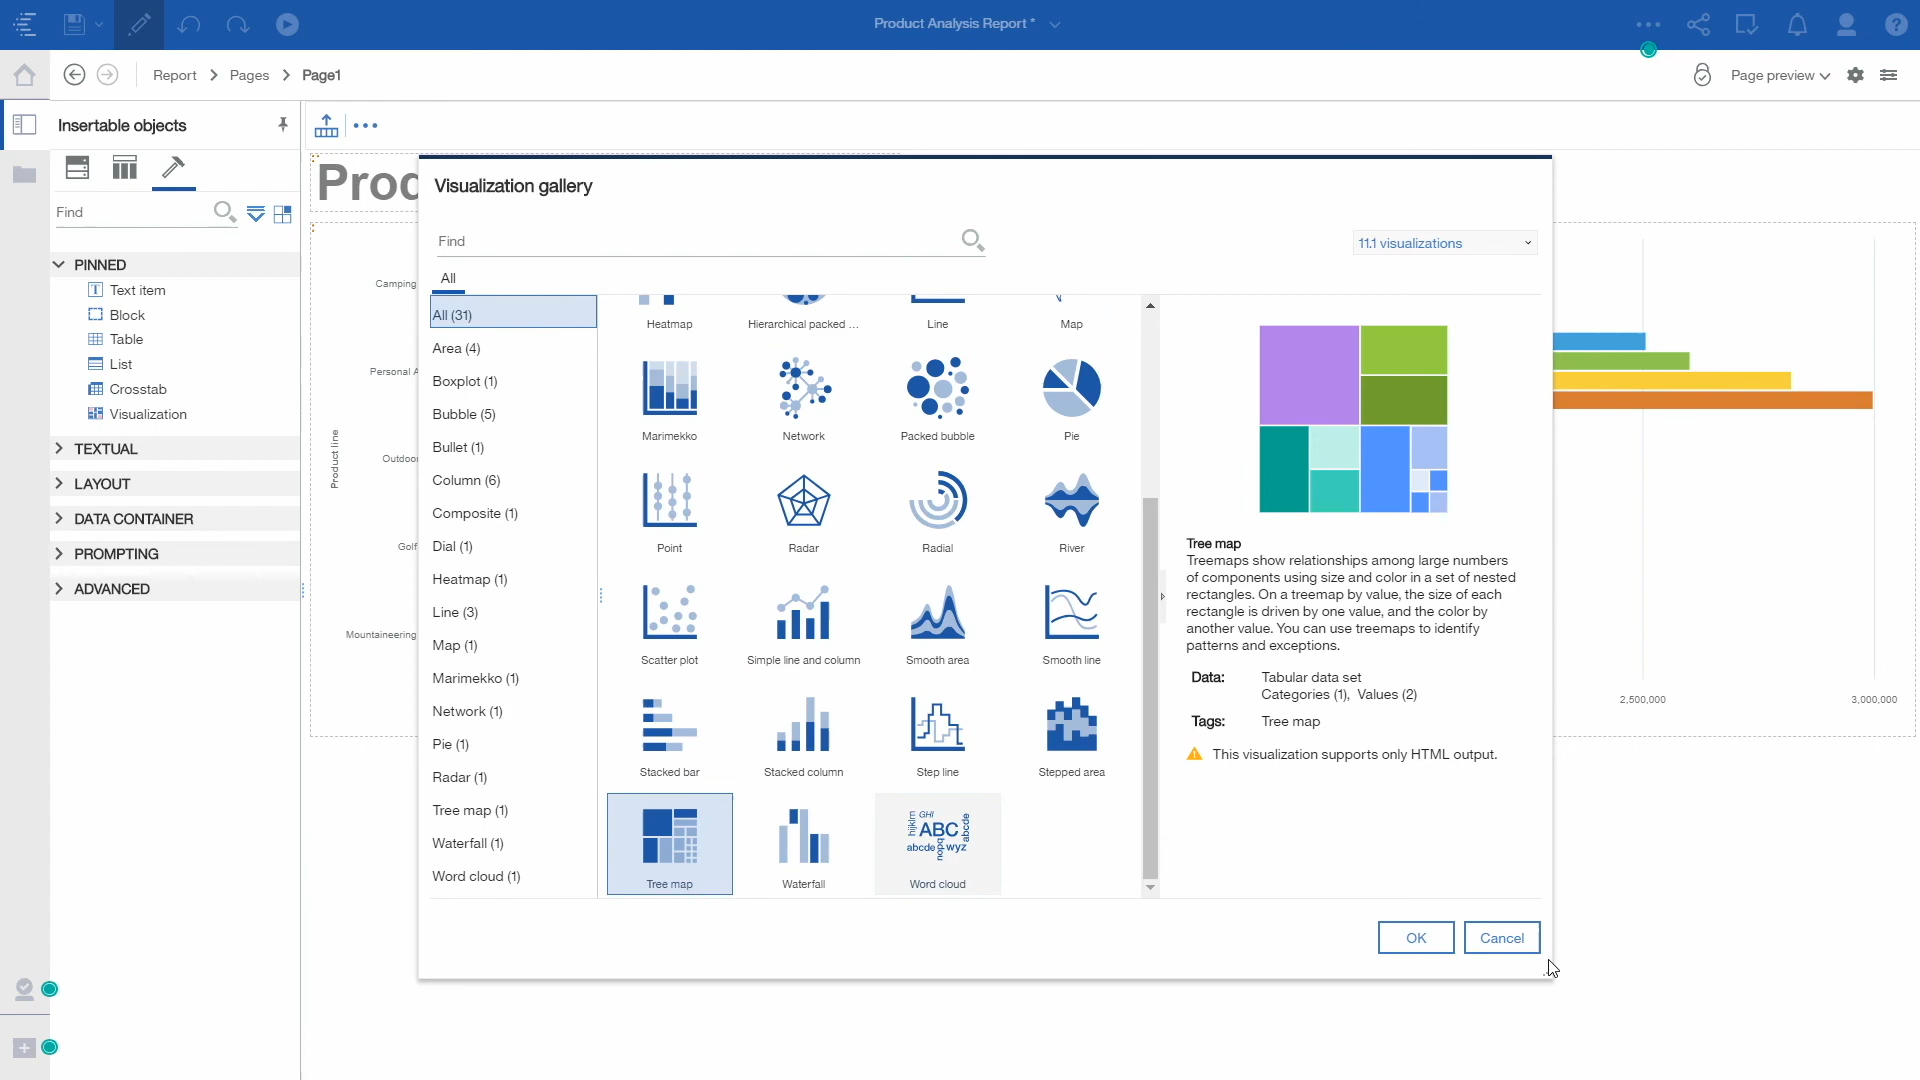 Product Analysis Report *
Report > Pages > Page1
Page preview
Insertable objects
Find
PINNED
Text item
Block
Table
List
Crosstab
Visualization
TEXTUAL
LAYOUT
DATA CONTAINER
PROMPTING
ADVANCED
Prod
Camping
Personal A
Outdoo
Golf
Mountaineering
Product line
2,500,000
3,000,000
Visualization gallery
Find
11.1 visualizations
All
All (31)
Area (4)
Boxplot (1)
Bubble (5)
Bullet (1)
Column (6)
Composite (1)
Dial (1)
Heatmap (1)
Line (3)
Map (1)
Marimekko (1)
Network (1)
Pie (1)
Radar (1)
Tree map (1)
Waterfall (1)
Word cloud (1)
Heatmap
Hierarchical packed ...
Line
Map
Marimekko
Network
Packed bubble
Pie
Point
Radar
Radial
River
Scatter plot
Simple line and column
Smooth area
Smooth line
Stacked bar
Stacked column
Step line
Stepped area
GHI
hijklm
ABC
abcde
abcde
wyz
bqop
Tree map
Waterfall
Word cloud
Tree map
Treemaps show relationships among large numbers
of components using size and color in a set of nested
rectangles. On a treemap by value, the size of each
rectangle is driven by one value, and the color by
another value. You can use treemaps to identify
patterns and exceptions.
Data: Tabular data set
Categories (1), Values (2)
Tags: Tree map
This visualization supports only HTML output.
OK
Cancel